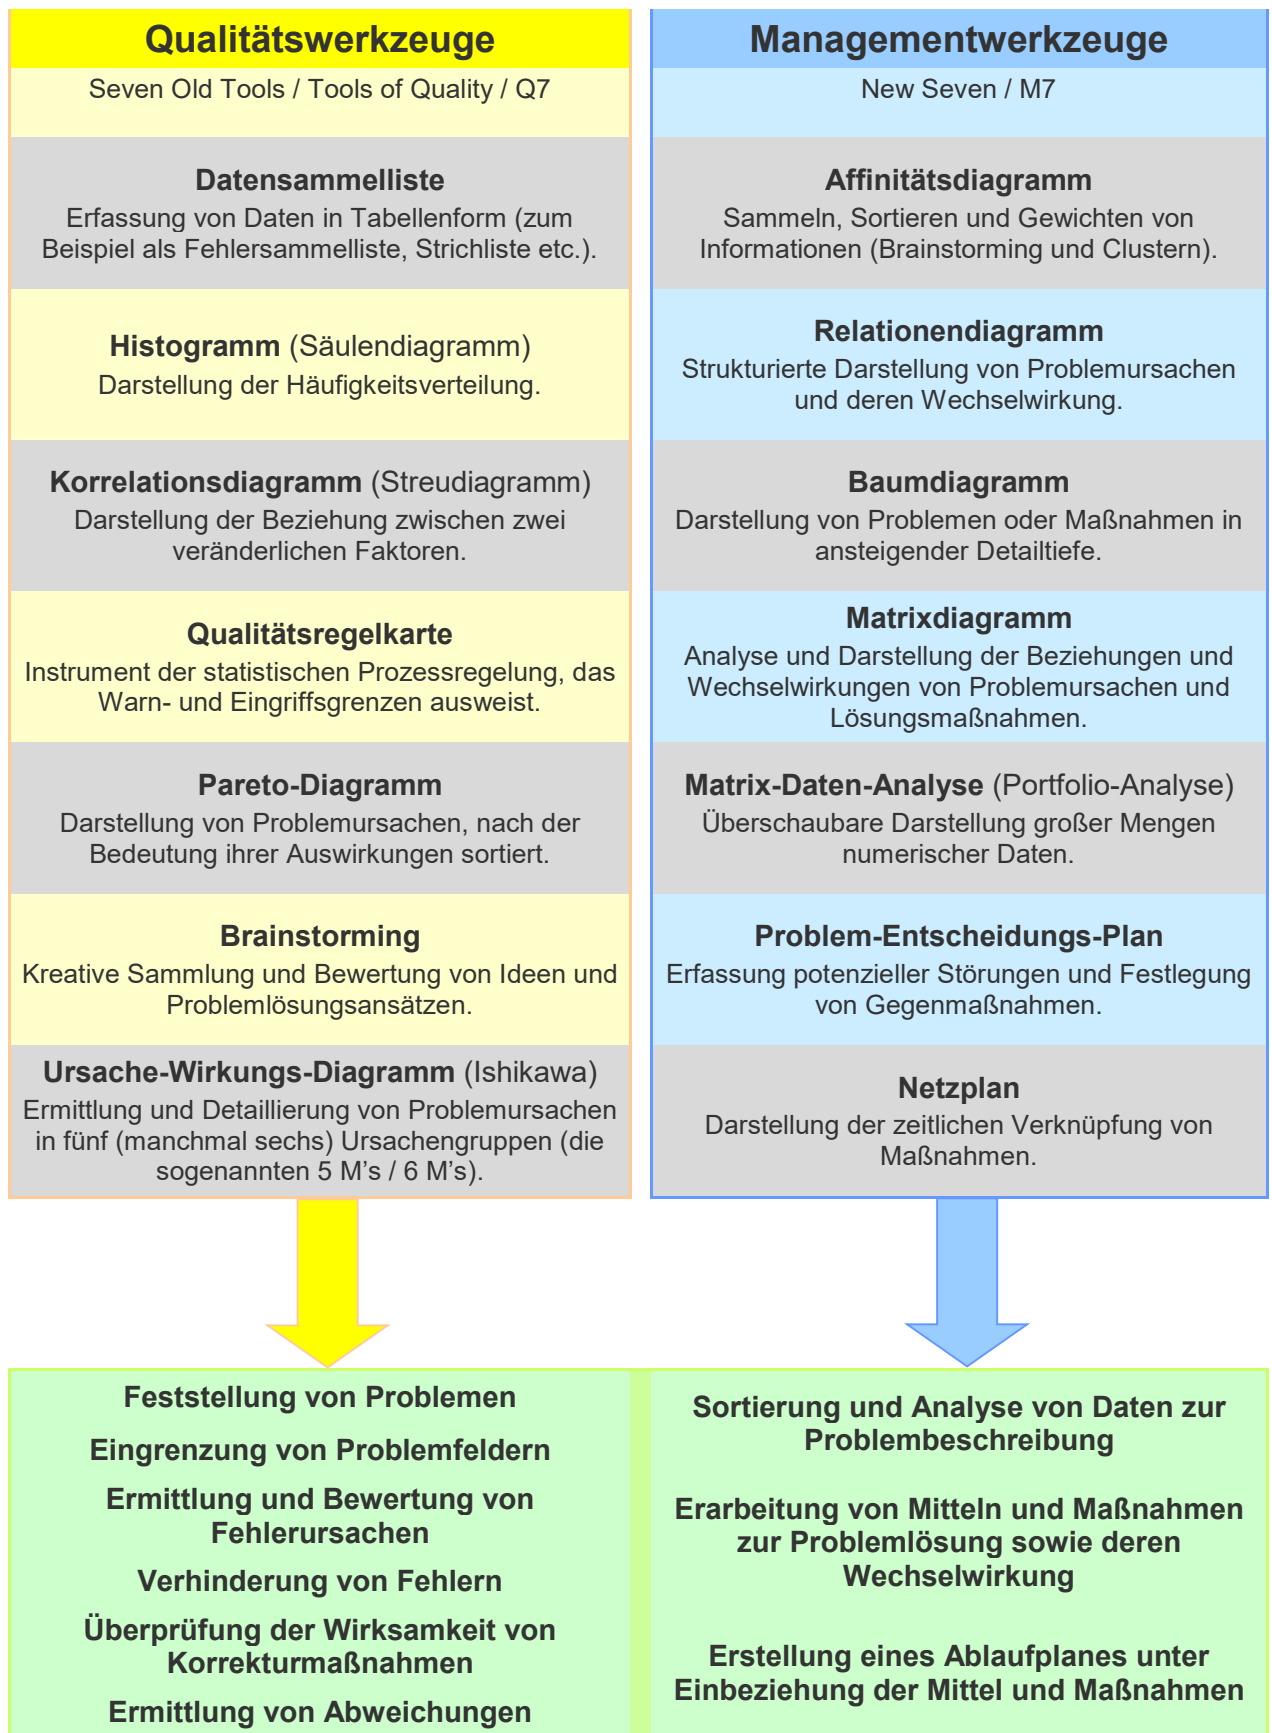 Qualitätswerkzeuge
Seven Old Tools / Tools of Quality / Q7
Datensammelliste
Erfassung von Daten in Tabellenform (zum
Beispiel als Fehlersammelliste, Strichliste etc.).
Histogramm (Säulendiagramm)
Darstellung der Häufigkeitsverteilung.
Korrelationsdiagramm (Streudiagramm)
Darstellung der Beziehung zwischen zwei
veränderlichen Faktoren.
Qualitätsregelkarte
Instrument der statistischen Prozessregelung, das
Warn- und Eingriffsgrenzen ausweist.
Pareto-Diagramm
Darstellung von Problemursachen, nach der
Bedeutung ihrer Auswirkungen sortiert.
Brainstorming
Kreative Sammlung und Bewertung von Ideen und
Problemlösungsansätzen.
Ursache-Wirkungs-Diagramm (Ishikawa)
Ermittlung und Detaillierung von Problemursachen
in fünf (manchmal sechs) Ursachengruppen (die
sogenannten 5 M’s / 6 M’s).
Managementwerkzeuge
New Seven / M7
Affinitätsdiagramm
Sammeln, Sortieren und Gewichten von
Informationen (Brainstorming und Clustern).
Relationendiagramm
Strukturierte Darstellung von Problemursachen
und deren Wechselwirkung.
Baumdiagramm
Darstellung von Problemen oder Maßnahmen in
ansteigender Detailtiefe.
Matrixdiagramm
Analyse und Darstellung der Beziehungen und
Wechselwirkungen von Problemursachen und
Lösungsmaßnahmen.
Matrix-Daten-Analyse (Portfolio-Analyse)
Überschaubare Darstellung großer Mengen
numerischer Daten.
Problem-Entscheidungs-Plan
Erfassung potenzieller Störungen und Festlegung
von Gegenmaßnahmen.
Netzplan
Darstellung der zeitlichen Verknüpfung von
Maßnahmen.
Feststellung von Problemen
Eingrenzung von Problemfeldern
Ermittlung und Bewertung von
Fehlerursachen
Verhinderung von Fehlern
Überprüfung der Wirksamkeit von
Korrekturmaßnahmen
Ermittlung von Abweichungen
Sortierung und Analyse von Daten zur
Problembeschreibung
Erarbeitung von Mitteln und Maßnahmen
zur Problemlösung sowie deren
Wechselwirkung
Erstellung eines Ablaufplanes unter
Einbeziehung der Mittel und Maßnahmen